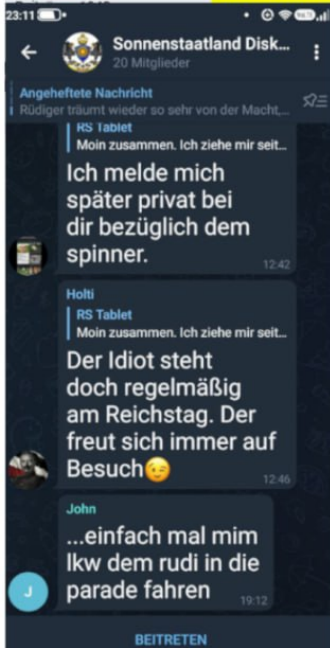 23:11
Sonnenstaatland Disk...
20 Mitglieder
Angeheftete Nachricht
Rüdiger träumt wieder so sehr von der Macht,...
RS Tablet
Moin zusammen. Ich ziehe mir seit...
Ich melde mich
später privat bei
dir bezüglich dem
spinner.
12:42
Holti
RS Tablet
Moin zusammen. Ich ziehe mir seit...
Der Idiot steht
doch regelmäßig
am Reichstag. Der
freut sich immer auf
Besuch😉
12:46
John
...einfach mal mim
lkw dem rudi in die
parade fahren
19:12
J
BEITRETEN